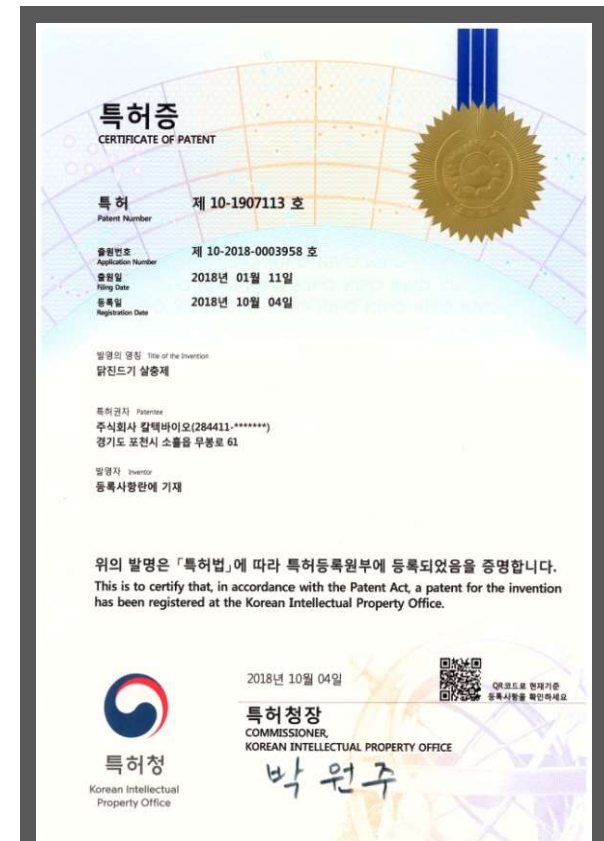 특허증
CERTIFICATE OF PATENT
특 허 제 10-1907113 호
Patent Number
출원번호 제 10-2018-0003958 호
Application Number
출원일 2018년 01월 11일
Filing Date
등록일 2018년 10월 04일
Registration Date
발명의 명칭 Title of the Invention
닭진드기 살충제
특허권자 Patentee
주식회사 칼텍바이오(284411-*******)
경기도 포천시 소흘읍 무봉로 61
발명자 Inventor
등록사항란에 기재
위의 발명은 「특허법」에 따라 특허등록원부에 등록되었음을 증명합니다.
This is to certify that, in accordance with the Patent Act, a patent for the invention
has been registered at the Korean Intellectual Property Office.
2018년 10월 04일
QR코드로 현재기준
등록사항을 확인하세요
특허청장
COMMISSIONER,
KOREAN INTELLECTUAL PROPERTY OFFICE
박원주
특허청
Korean Intellectual
Property Office